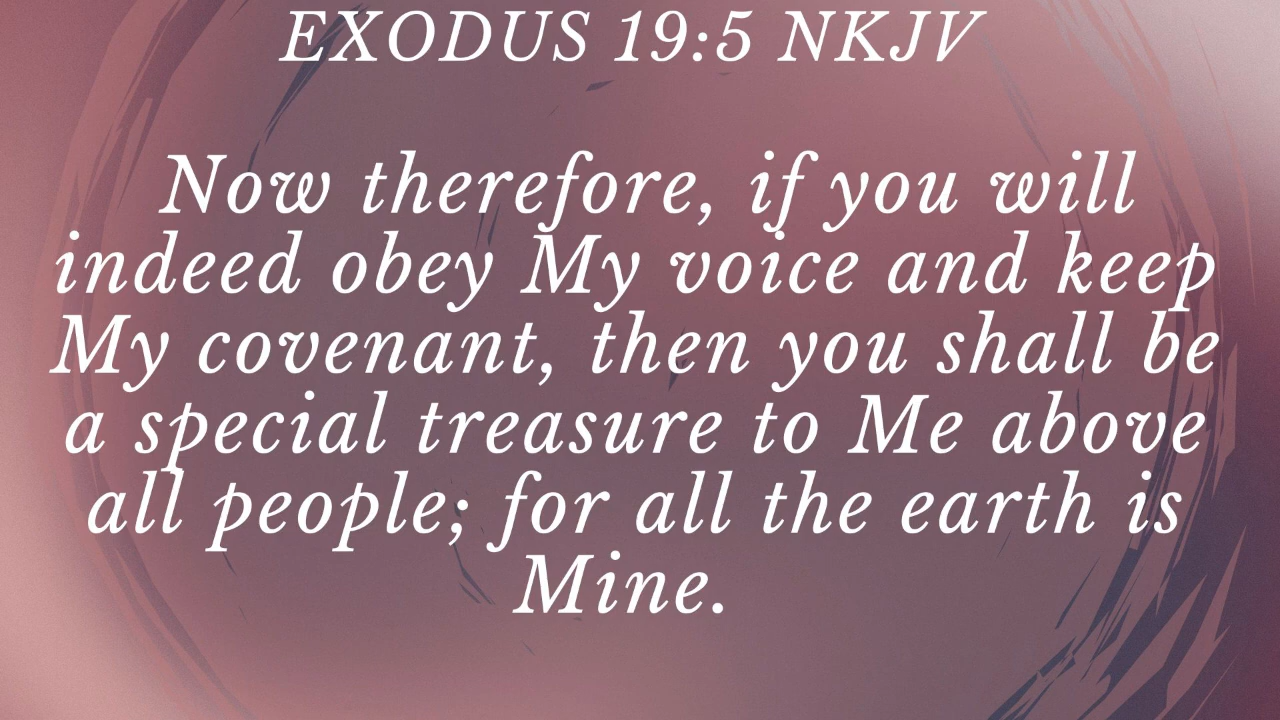 EXODUS 19:5 NKJV
Now therefore, if you will
indeed obey My voice and keep
My covenant, then you shall be
a special treasure to Me above
all people; for all the earth is
Mine.